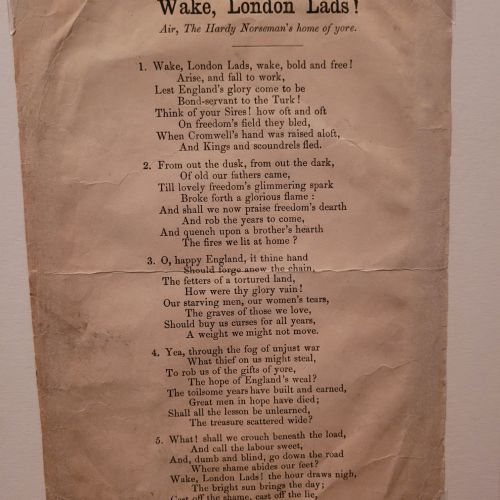 Wake, London Lads!
Air, The Hardy Norseman's home of yore.
1. Wake, London Lads, wake, bold and free!
Arise, and fall to work,
Lest England's glory come to be
Bond-servant to the Turk!
Think of your Sires! how oft and oft
On freedom's field they bled,
When Cromwell's hand was raised aloft,
And Kings and scoundrels fled.
2. From out the dusk, from out the dark,
Of old our fathers came,
Till lovely freedom's glimmering spark
Broke forth a glorious flame:
And shall we now praise freedom's dearth
And rob the years to come,
And quench upon a brother's hearth
The fires we lit at home?
3. O, happy England, if thine hand
Should forge anew the chain,
The fetters of a tortured land,
How were thy glory vain!
Our starving men, our women's tears,
The graves of those we love,
Should buy us curses for all years,
A weight we might not move.
4. Yea, through the fog of unjust war
What thief on us might steal,
To rob us of the gifts of yore,
The hope of England's weal?
The toilsome years have built and earned,
Great men in hope have died;
Shall all the lesson be unlearned,
The treasure scattered wide?
5. What! shall we crouch beneath the load,
And call the labour sweet,
And, dumb and blind, go down the road
Where shame abides our feet?
Wake, London Lads! the hour draws nigh,
The bright sun brings the day;
Cast off the shame, cast off the lie,